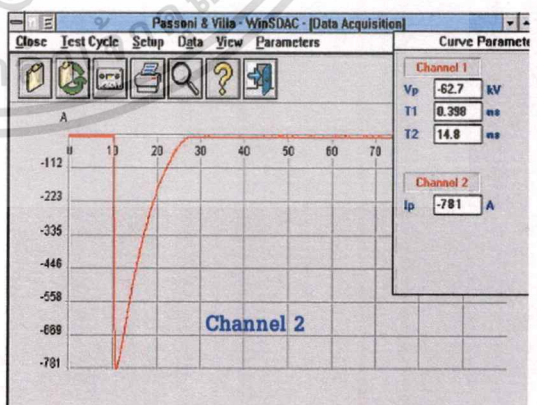 Passoni & Villa - WinSDAC - [Data Acquisition]
Close Test Cycle Setup Data View Parameters
Curve Paramete
Channel 1
Vp -62.7 kV
T1 0.398 ms
T2 14.8 ms
Channel 2
Ip -781 A
A
0 10 20 30 40 50 60 70
-112
-223
-335
-446
-558
-669
-781
Channel 2